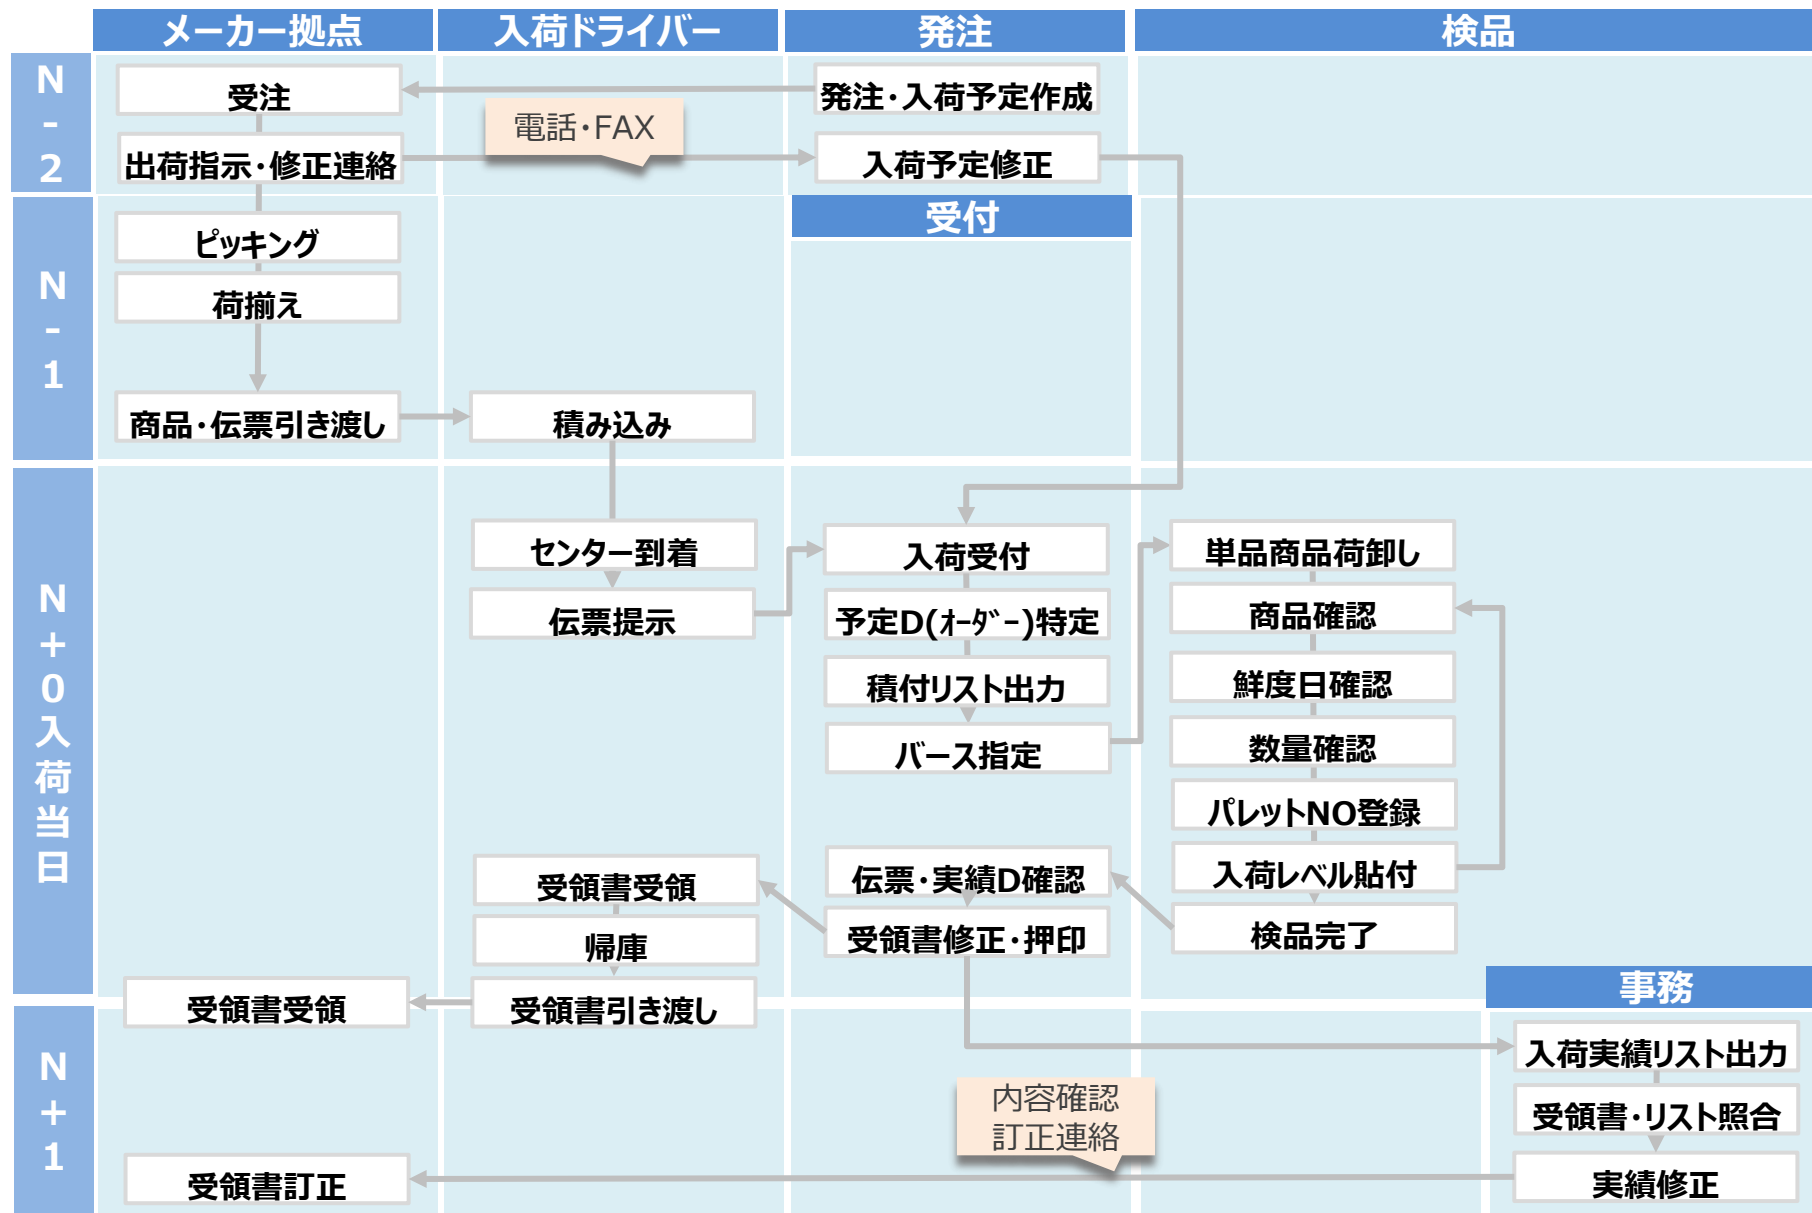 メーカー拠点
入荷ドライバー
発注
検品
N
-
2
受注
発注・入荷予定作成
電話・FAX
出荷指示・修正連絡
入荷予定修正
受付
N
-
1
ピッキング
荷揃え
商品・伝票引き渡し
積み込み
N
+
0
入
荷
当
日
センター到着
伝票提示
入荷受付
予定D(ｵｰﾀﾞｰ)特定
積付リスト出力
バース指定
単品商品荷卸し
商品確認
鮮度日確認
数量確認
パレットNO登録
入荷レベル貼付
検品完了
伝票・実績D確認
受領書修正・押印
受領書受領
帰庫
受領書引き渡し
受領書受領
事務
N
+
1
入荷実績リスト出力
受領書・リスト照合
実績修正
内容確認
訂正連絡
受領書訂正